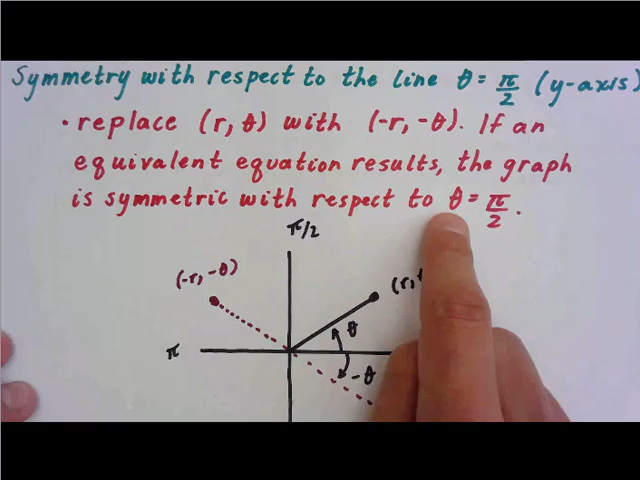 Symmetry with respect to the line θ = π/2 (y-axis)
• replace (r, θ) with (-r, -θ). If an
equivalent equation results, the graph
is symmetric with respect to θ = π/2.
π/2
(-r, -θ)
(r,
θ
π
-θ